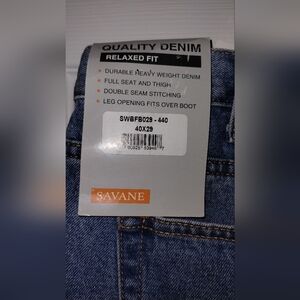 QUALITY DENIM
RELAXED FIT
• DURABLE HEAVY WEIGHT DENIM
• FULL SEAT AND THIGH
• DOUBLE SEAM STITCHING
• LEG OPENING FITS OVER BOOT
SWBFB029 - 440
40X29
SAVANE